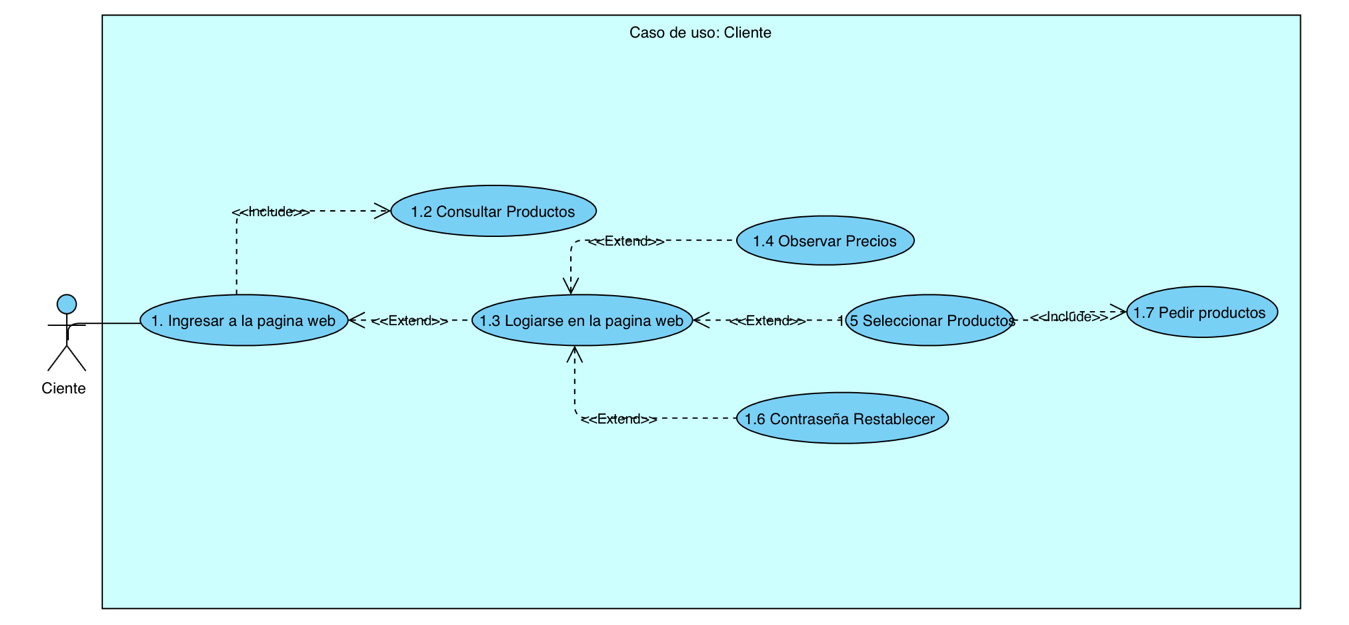 Caso de uso: Cliente
<<Include>>
1.2 Consultar Productos
<<Extend>>
1.4 Observar Precios
1. Ingresar a la pagina web
<<Extend>>
1.3 Logiarse en la pagina web
<<Extend>>
1.5 Seleccionar Productos
<<Include>>
1.7 Pedir productos
Ciente
<<Extend>>
1.6 Contraseña Restablecer